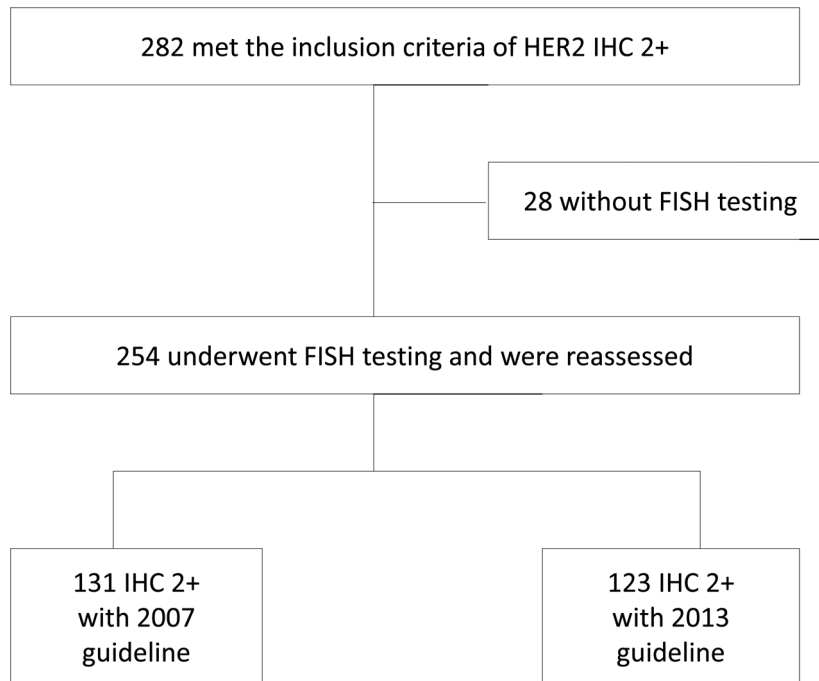 282 met the inclusion criteria of HER2 IHC 2+
28 without FISH testing
254 underwent FISH testing and were reassessed
131 IHC 2+
with 2007
guideline
123 IHC 2+
with 2013
guideline